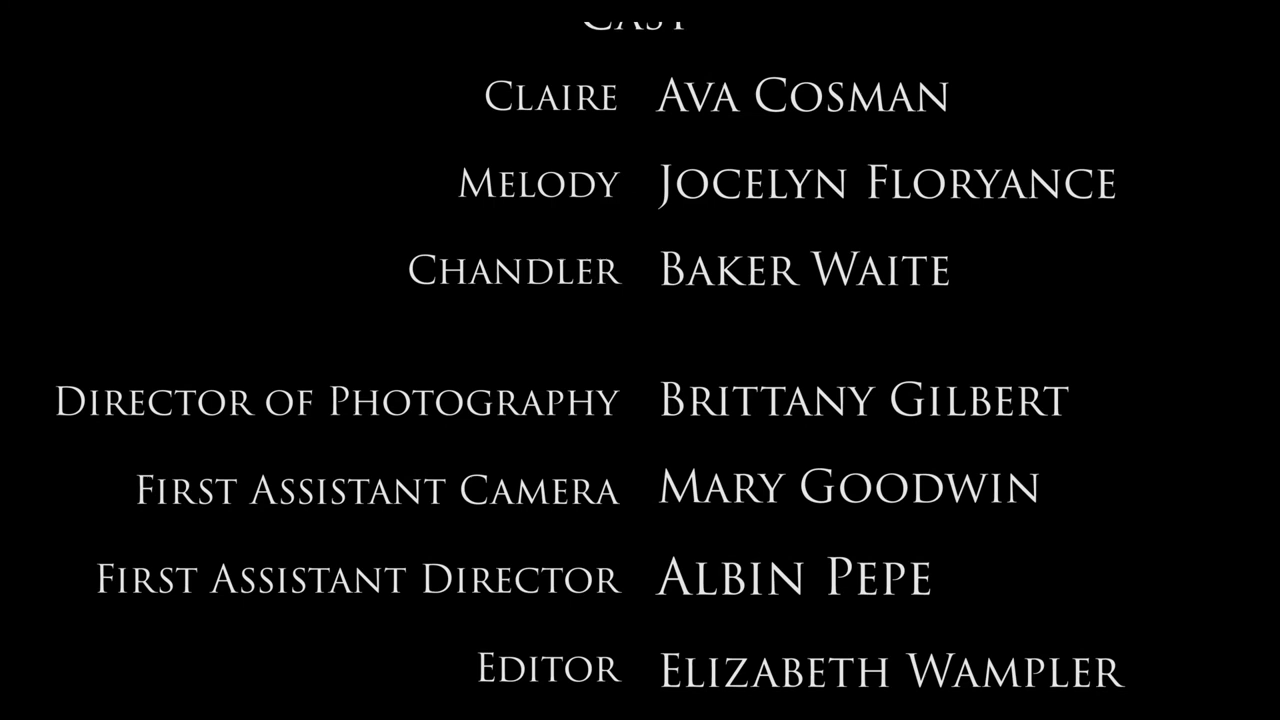 CAST
CLAIRE AVA COSMAN
MELODY JOCELYN FLORYANCE
CHANDLER BAKER WAITE
DIRECTOR OF PHOTOGRAPHY BRITTANY GILBERT
FIRST ASSISTANT CAMERA MARY GOODWIN
FIRST ASSISTANT DIRECTOR ALBIN PEPE
EDITOR ELIZABETH WAMPLER